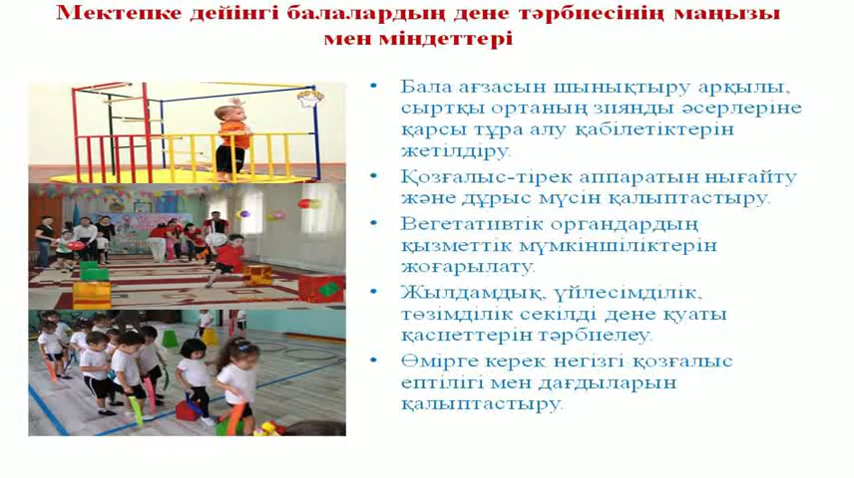 Мектепке дейінгі балалардың дене тәрбиесінің маңызы
мен міндеттері
• Бала ағзасын шынықтыру арқылы,
сыртқы ортаның зиянды әсерлеріне
қарсы тұра алу қабілетіктерін
жетілдіру.
• Қозғалыс-тірек аппаратын нығайту
және дұрыс мүсін қалыптастыру.
• Вегетативтік органдардың
қызметтік мүмкіншіліктерін
жоғарылату.
• Жылдамдық, үйлесімділік,
төзімділік секілді дене қуаты
қасиеттерін тәрбиелеу.
• Өмірге керек негізгі қозғалыс
ептілігі мен дағдыларын
қалыптастыру.